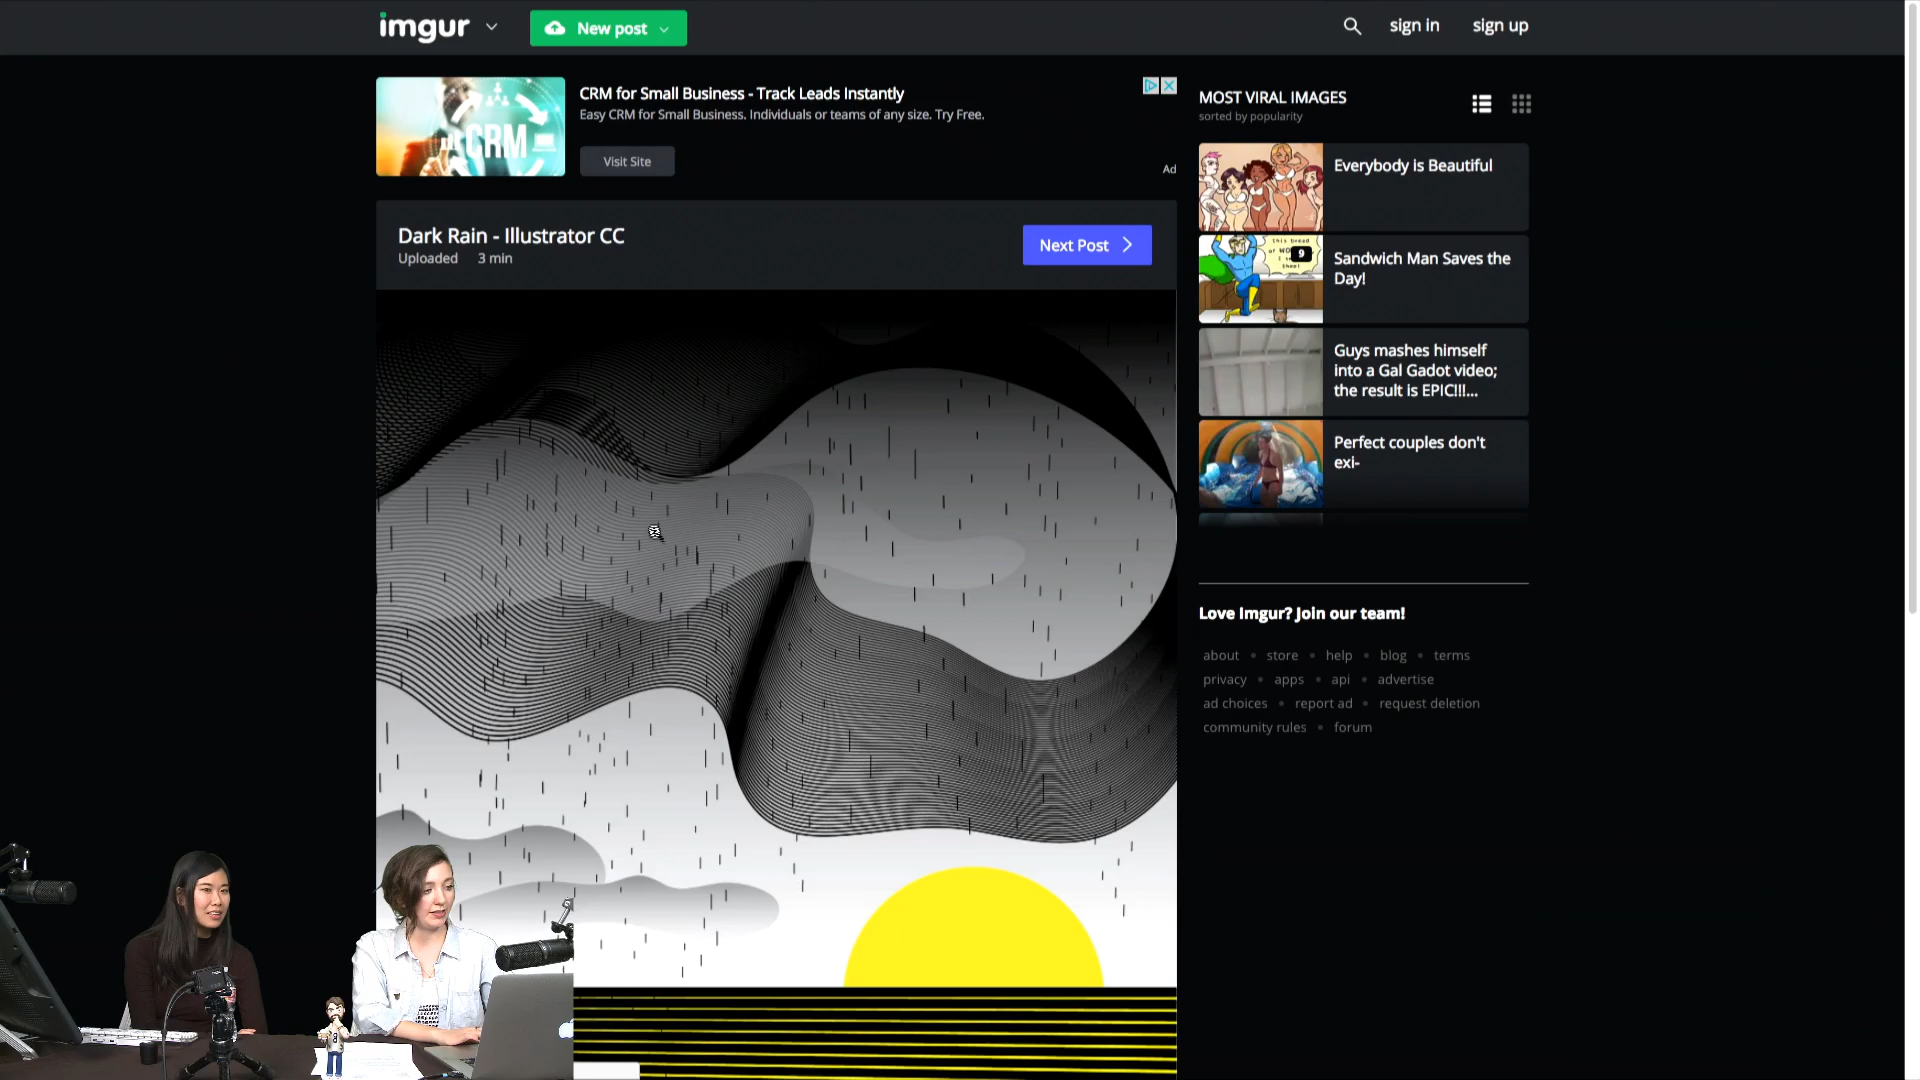 imgur
New post
sign in
sign up
CRM for Small Business - Track Leads Instantly
Easy CRM for Small Business. Individuals or teams of any size. Try Free.
CRM
Visit Site
Ad
MOST VIRAL IMAGES
sorted by popularity
Everybody is Beautiful
9
Sandwich Man Saves the
Day!
Guys mashes himself
into a Gal Gadot video;
the result is EPIC!!!...
Perfect couples don't
exi-
Dark Rain - Illustrator CC
Uploaded 3 min
Next Post
Love Imgur? Join our team!
about • store • help • blog • terms
privacy • apps • api • advertise
ad choices • report ad • request deletion
community rules • forum